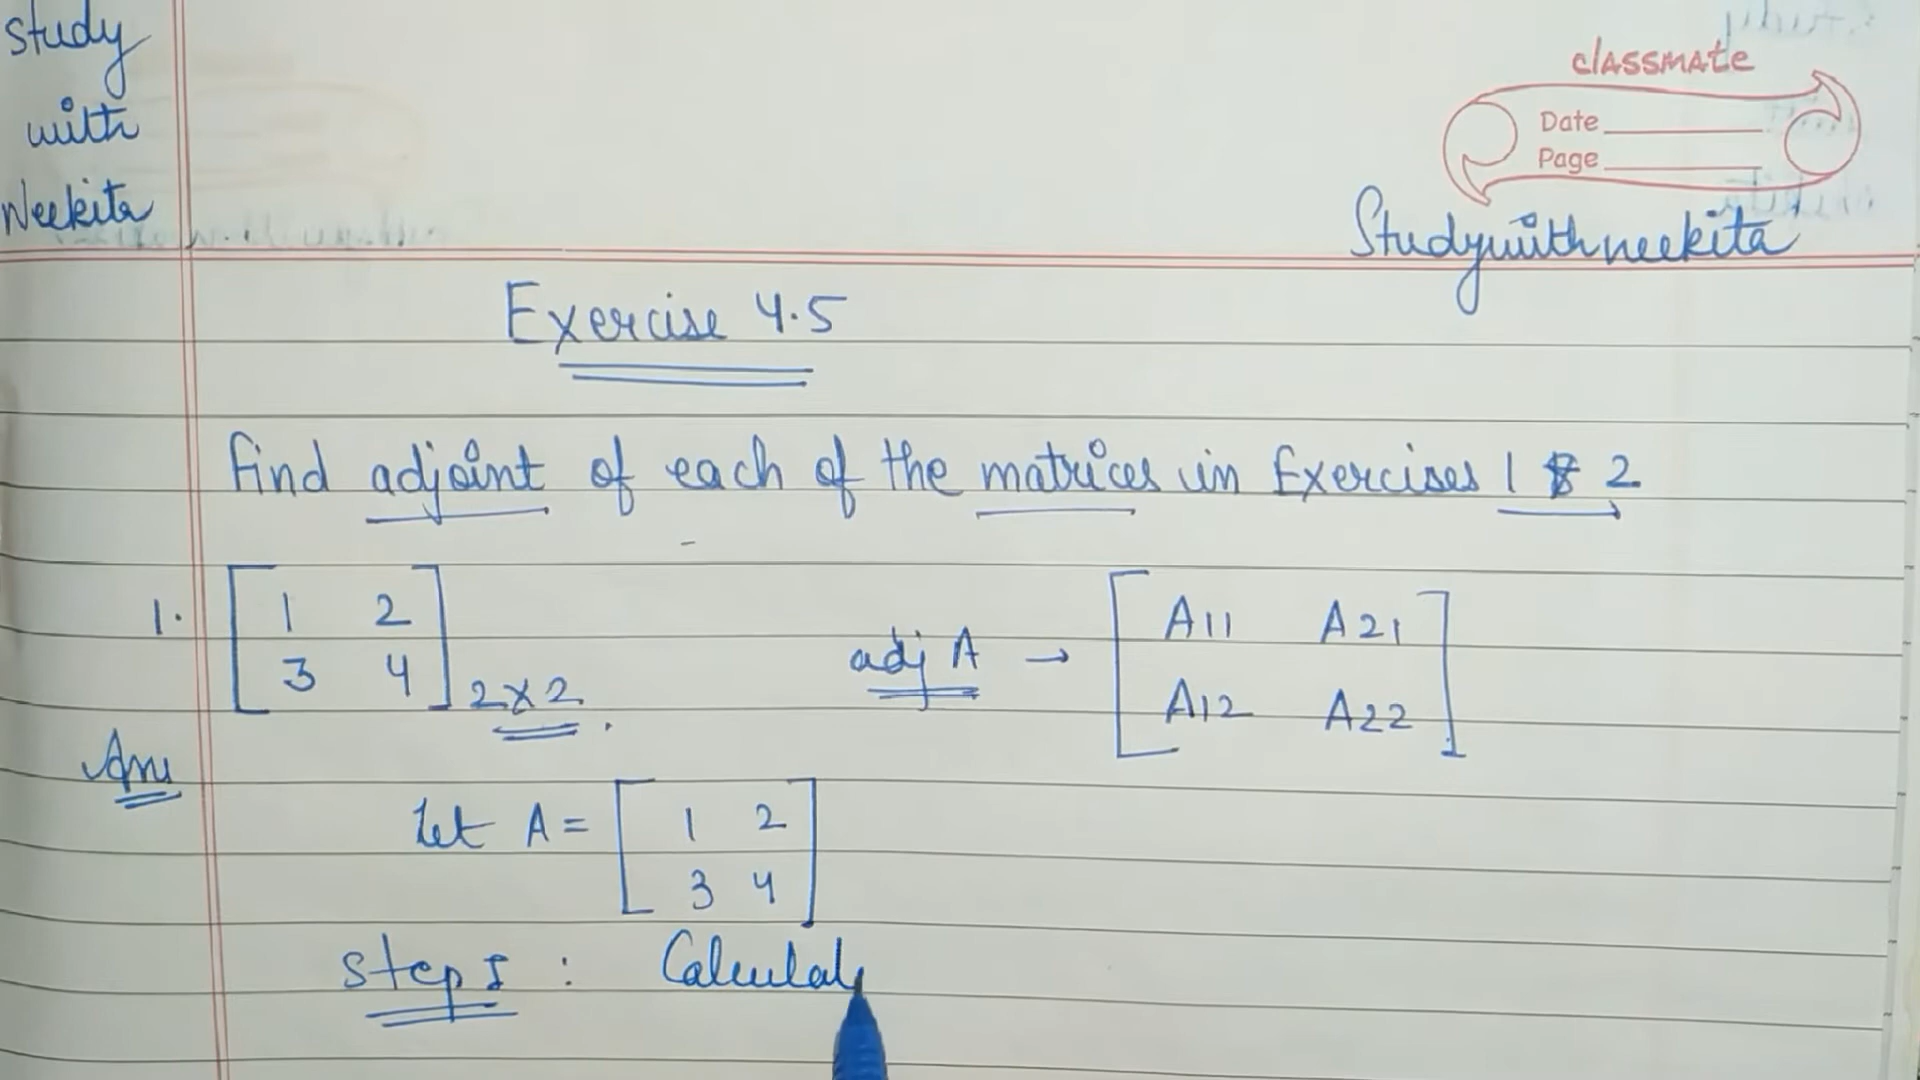 study
with
Neekita
classmate
Date
Page
Studywithneekita
Exercise 4.5
Find adjoint of each of the matrices in Exercises 1 & 2
1. [1 2
3 4] 2×2.
adj A → [A11 A21
A12 A22]
Ans
Let A = [1 2
3 4]
Step I : Calculat